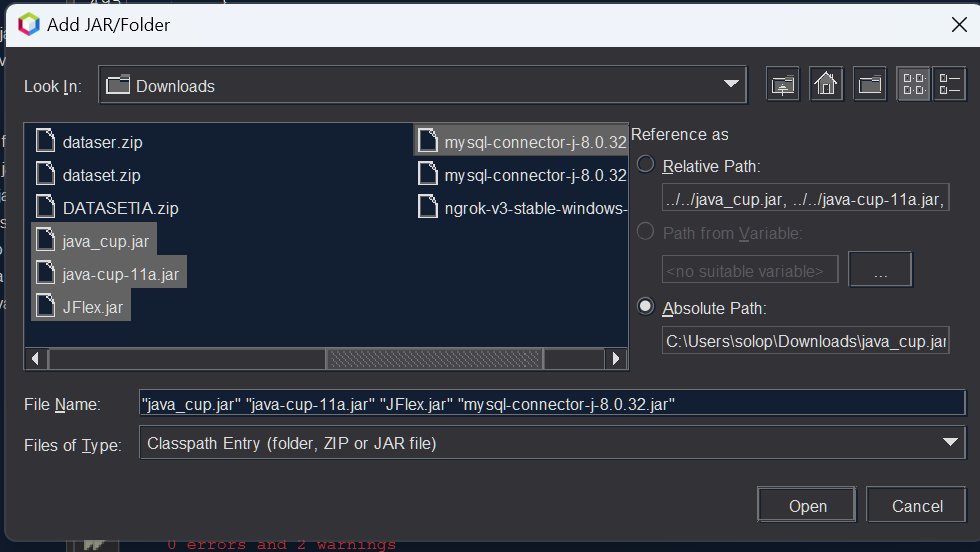 Add JAR/Folder
Look In:
Downloads
dataser.zip
dataset.zip
DATASETIA.zip
java_cup.jar
java-cup-11a.jar
JFlex.jar
mysql-connector-j-8.0.32
mysql-connector-j-8.0.32
ngrok-v3-stable-windows-
Reference as
Relative Path:
../../java_cup.jar, ../../java-cup-11a.jar,
Path from Variable:
<no suitable variable>
...
Absolute Path:
C:\Users\solop\Downloads\java_cup.jar
File Name:
"java_cup.jar" "java-cup-11a.jar" "JFlex.jar" "mysql-connector-j-8.0.32.jar"
Files of Type:
Classpath Entry (folder, ZIP or JAR file)
Open
Cancel
0 errors and 2 warnings